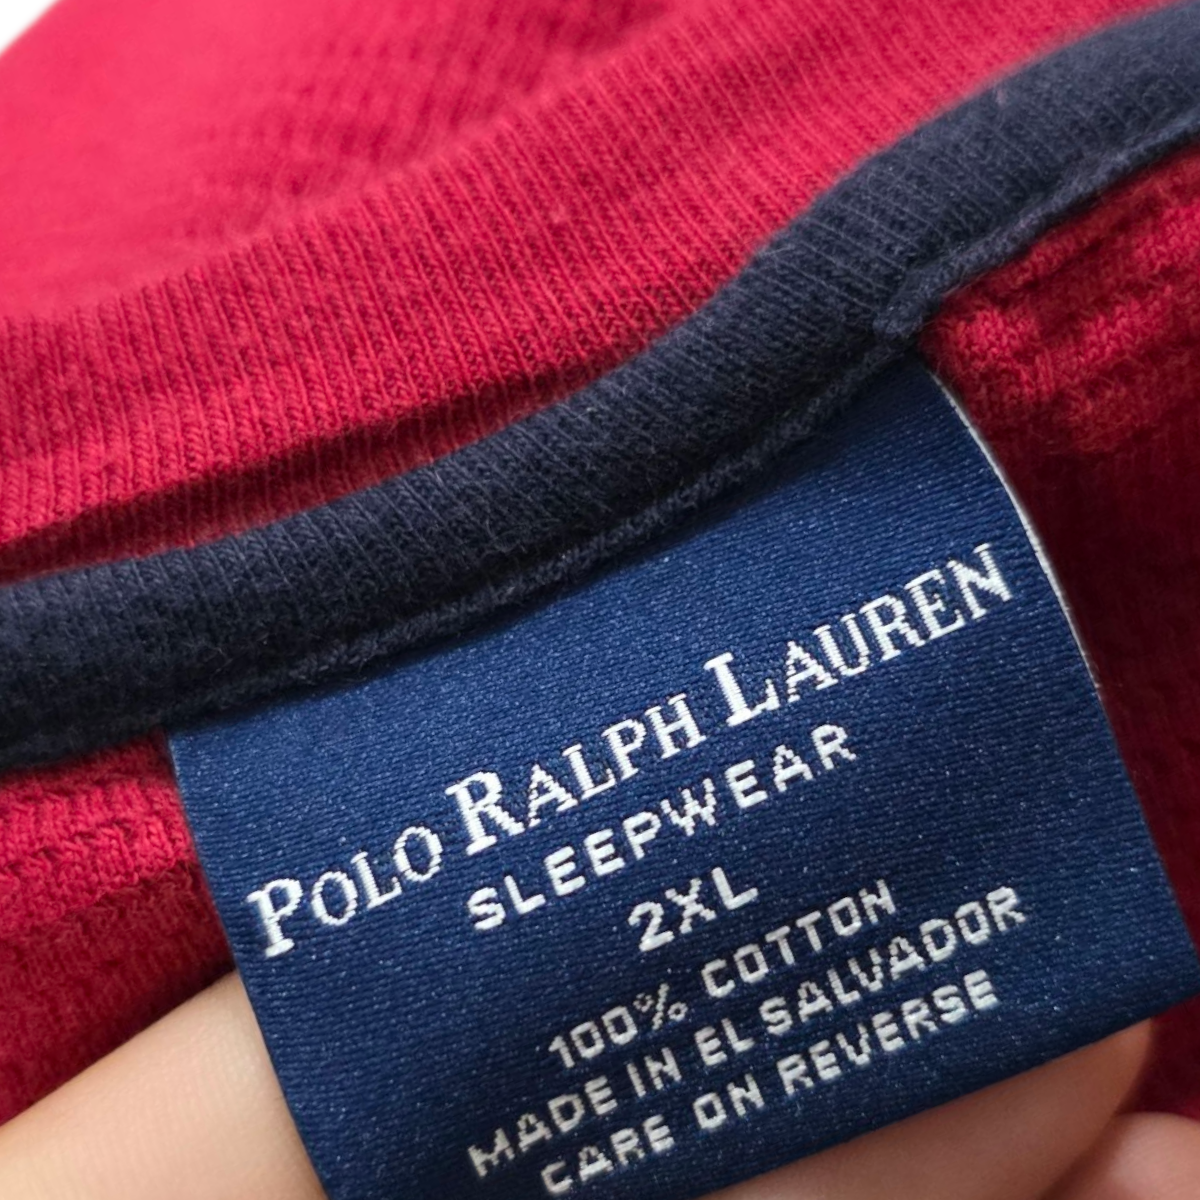 POLO RALPH LAUREN
SLEEPWEAR
2XL
100% COTTON
MADE IN EL SALVADOR
CARE ON REVERSE